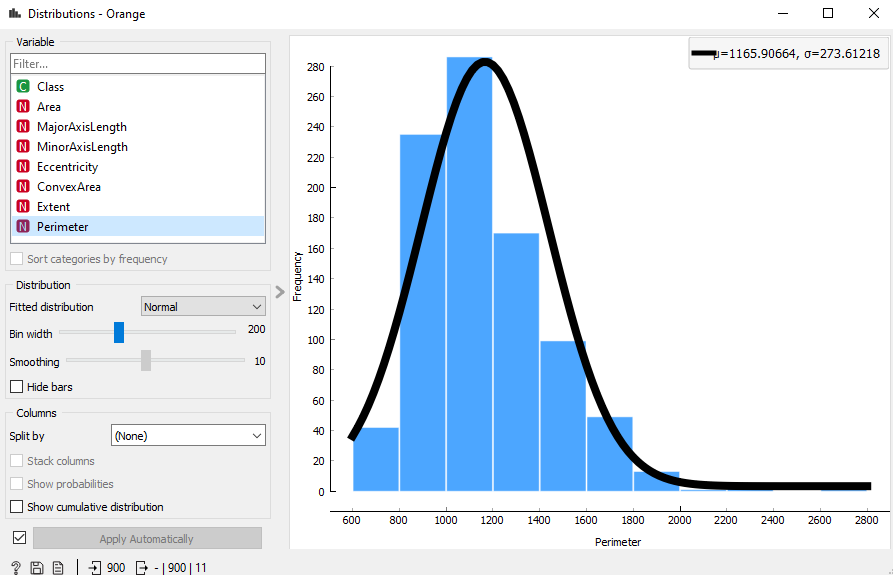 Distributions - Orange
Variable
Filter...
C Class
N Area
N MajorAxisLength
N MinorAxisLength
N Eccentricity
N ConvexArea
N Extent
N Perimeter
Sort categories by frequency
Distribution
Fitted distribution Normal
Bin width 200
Smoothing 10
Hide bars
Columns
Split by (None)
Stack columns
Show probabilities
Show cumulative distribution
Apply Automatically
? 900 - | 900 | 11
μ=1165.90664, σ=273.61218
Frequency
280
260
240
220
200
180
160
140
120
100
80
60
40
20
0
600 800 1000 1200 1400 1600 1800 2000 2200 2400 2600 2800
Perimeter